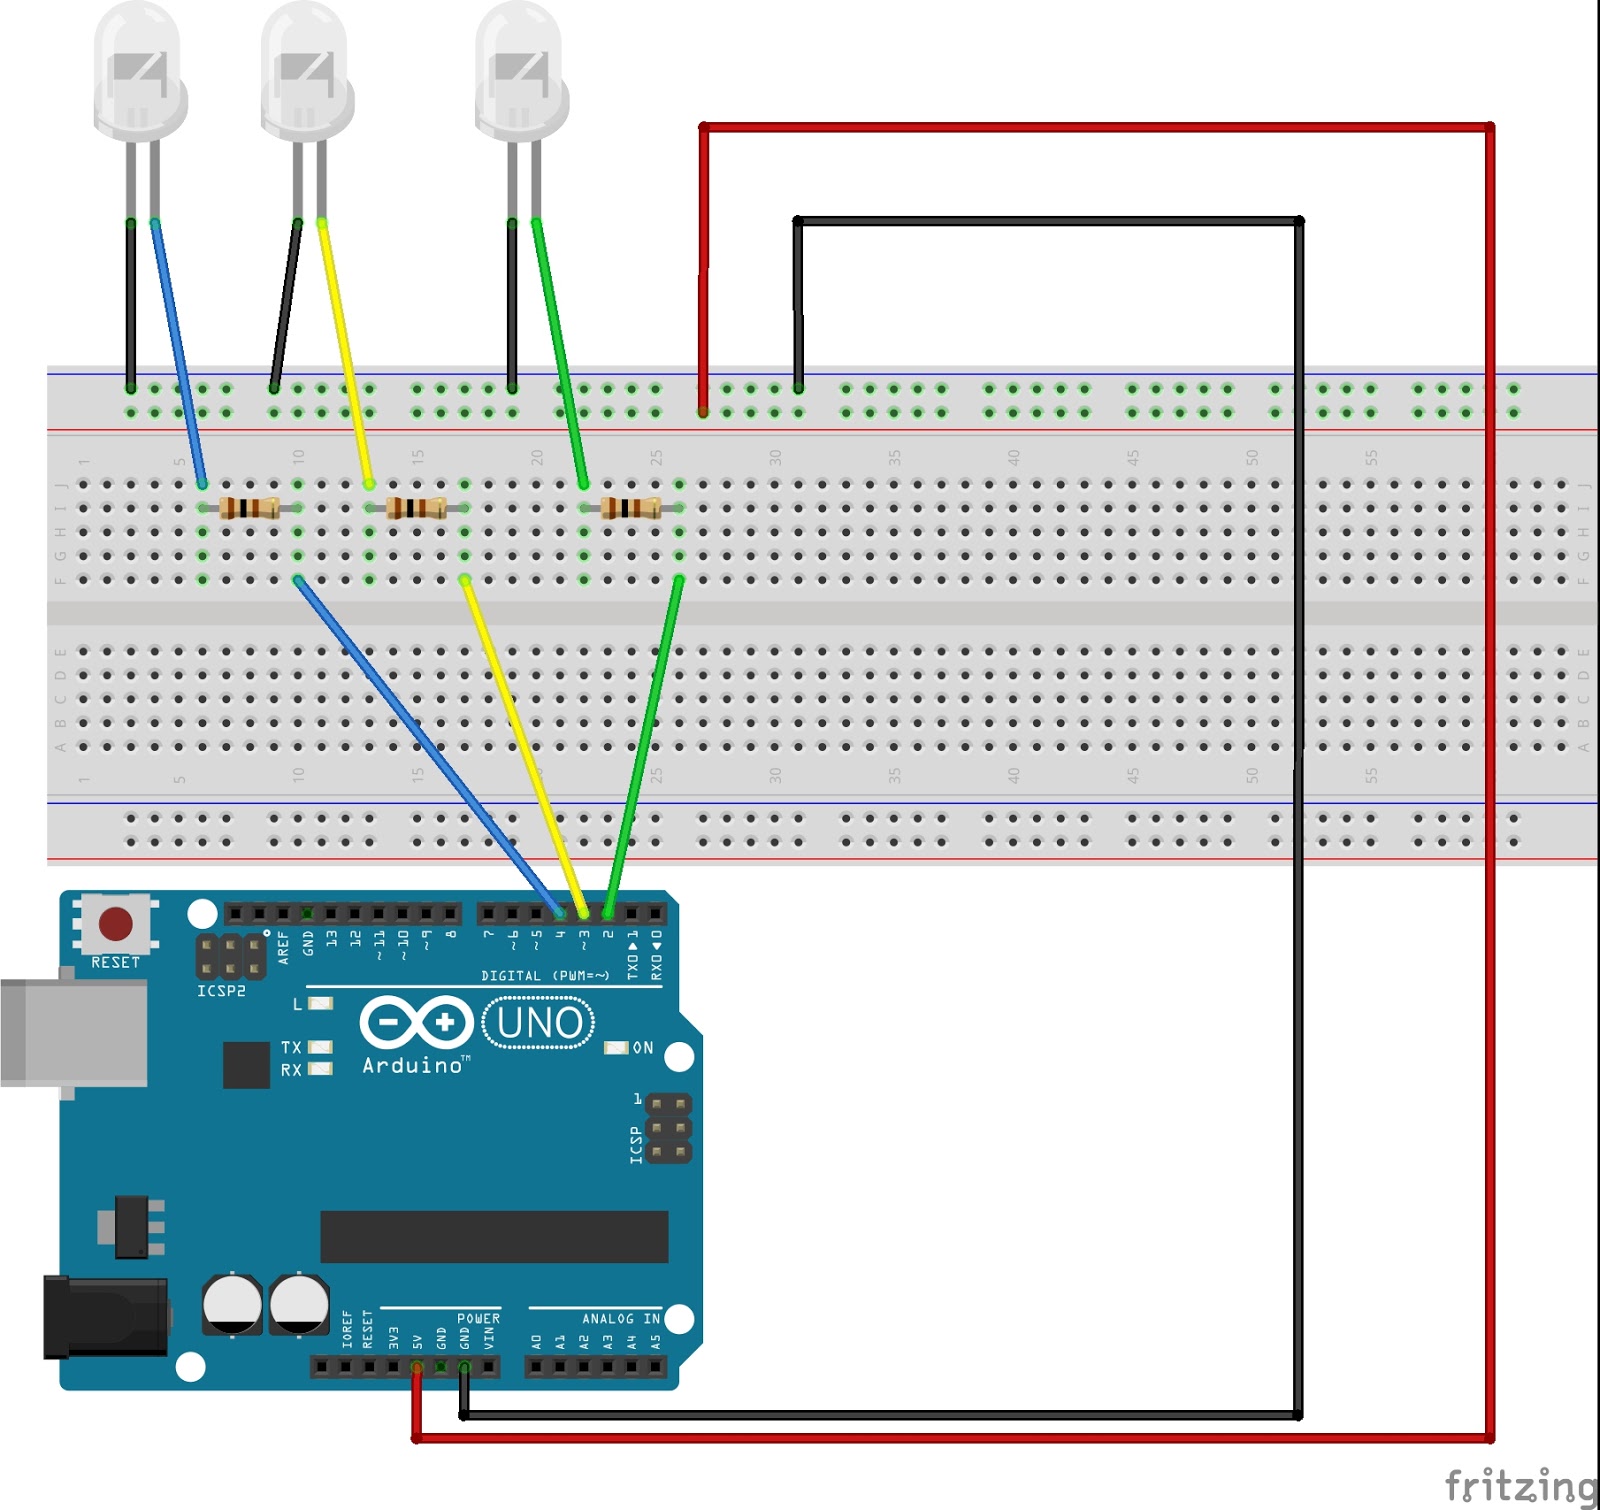 1 5 10 15 20 25 30 35 40 45 50 55
J J
I I
H H
G G
F F
E E
D D
C C
B B
A A
1 5 10 15 25 30 35 40 45 50 55
RESET
ICSP2
AREF GND 13 12 ~11 ~10 ~9 8 7 ~6 ~5 4 ~3 2 TX0▶1 RX0◀0
DIGITAL (PWM=~)
L
TX
RX
Arduino™
UNO
ON
1
ICSP
POWER
ANALOG IN
IOREF RESET 3V3 5V GND GND VIN A0 A1 A2 A3 A4 A5
fritzing